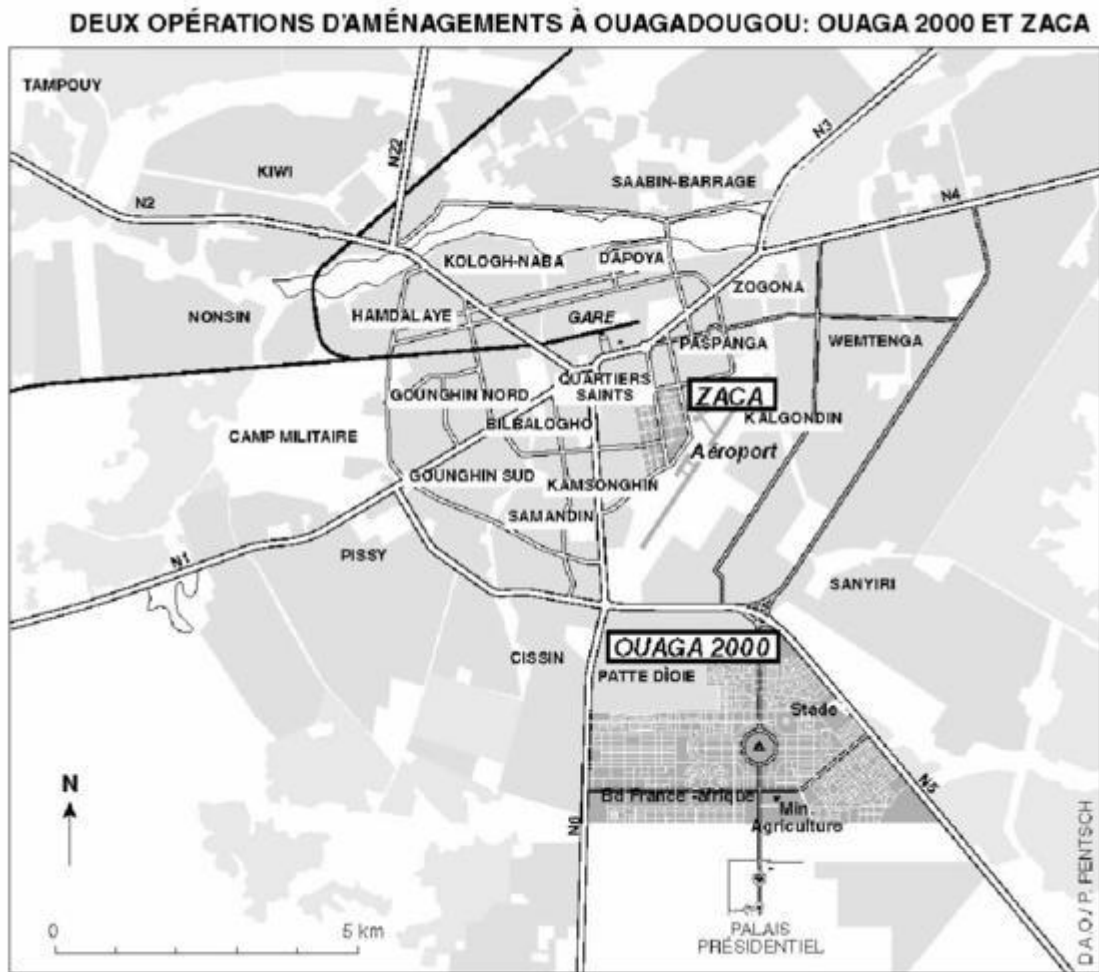 DEUX OPÉRATIONS D'AMÉNAGEMENTS À OUAGADOUGOU: OUAGA 2000 ET ZACA
TAMPOUY
N22
N3
KIWI
SAABIN-BARRAGE
N4
N2
KOLOGH-NABA
DAPOYA
ZOGONA
NONSIN
HAMDALAYE
GARE
PASPANGA
WEMTENGA
QUARTIERS
SAINTS
GOUNGHIN NORD
ZACA
KALGONDIN
BILBALOGHO
CAMP MILITAIRE
Aéroport
GOUNGHIN SUD
KAMSONGHIN
SAMANDIN
N1
PISSY
SANYIRI
OUAGA 2000
CISSIN
PATTE DÌOIE
Stade
N
Bd France -afrique
N5
Min.
Agriculture
0
5 km
PALAIS
PRÉSIDENTIEL
D.A.O./ P. PENTSCH